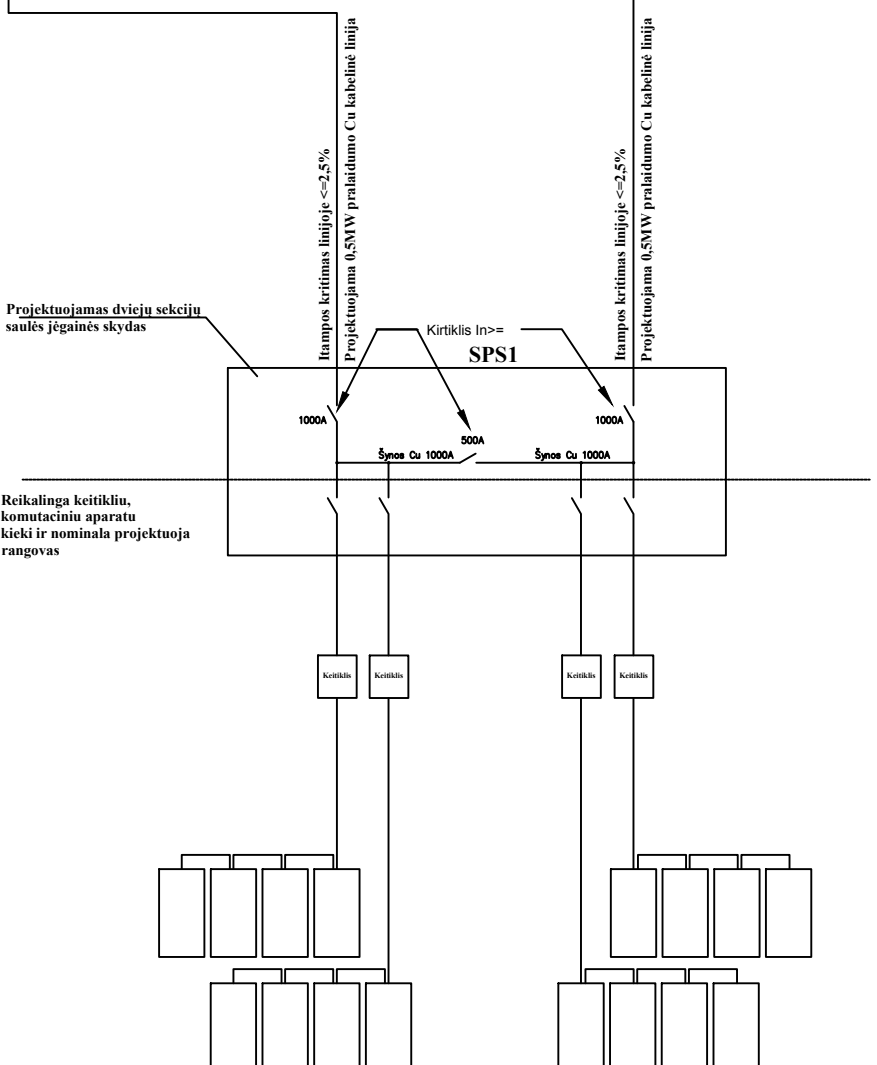 Itampos kritimas linijoje <=2,5%
Projektuojama 0,5MW pralaidumo Cu kabelinė linija
Itampos kritimas linijoje <=2,5%
Projektuojama 0,5MW pralaidumo Cu kabelinė linija
Projektuojamas dviejų sekcijų
saulės jėgainės skydas
Kirtiklis In>=
SPS1
1000A
1000A
500A
Šynos Cu 1000A
Šynos Cu 1000A
Reikalinga keitikliu,
komutaciniu aparatu
kieki ir nominala projektuoja
rangovas
Keitiklis
Keitiklis
Keitiklis
Keitiklis